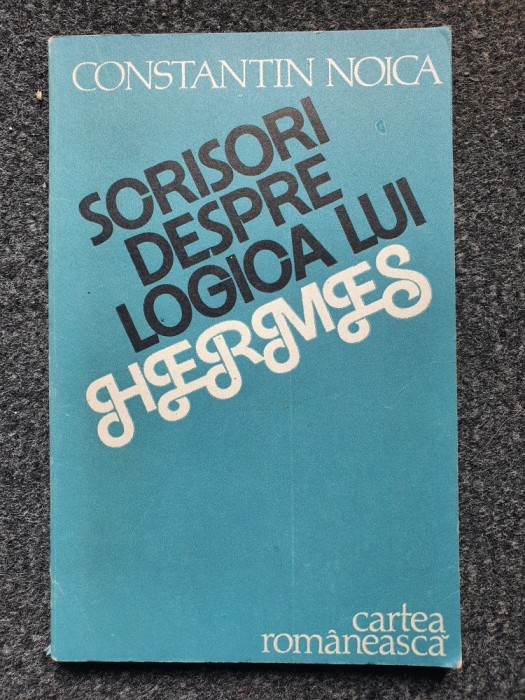 CONSTANTIN NOICA
SCRISORI
DESPRE
LOGICA LUI
HERMES
cartea
românească